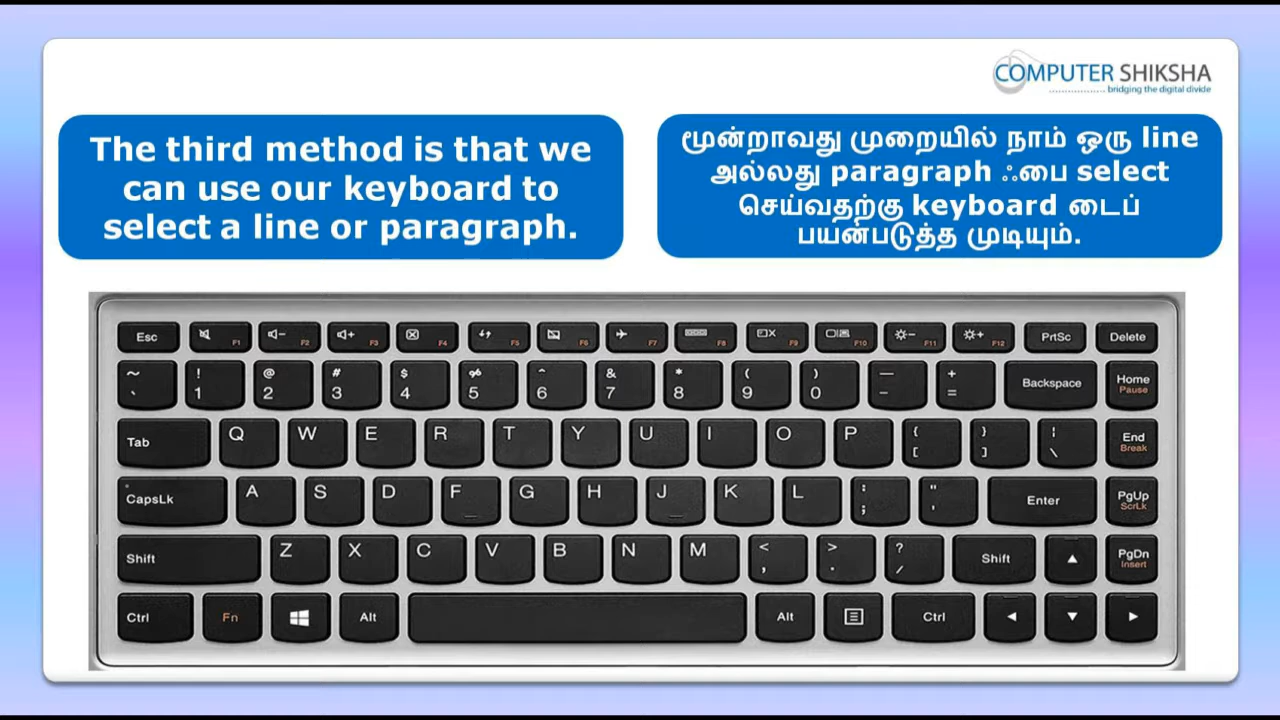 COMPUTER SHIKSHA
bridging the digital divide
The third method is that we
can use our keyboard to
select a line or paragraph.
மூன்றாவது முறையில் நாம் ஒரு line
அல்லது paragraph ஃபை select
செய்வதற்கு keyboard டைப்
பயன்படுத்த முடியும்.
Esc F1 F2 F3 F4 F5 F6 F7 F8 F9 F10 F11 F12 PrtSc Delete
~ ! @ # $ % ^ & * ( ) — + Backspace Home
` 1 2 3 4 5 6 7 8 9 0 - = Pause
Tab Q W E R T Y U I O P { } ¦ End
[ ] \ Break
CapsLk A S D F G H J K L : " Enter PgUp
; ' ScrLk
Shift Z X C V B N M < > ? Shift ▲ PgDn
, . / Insert
Ctrl Fn Alt Alt Ctrl ◄ ▼ ►